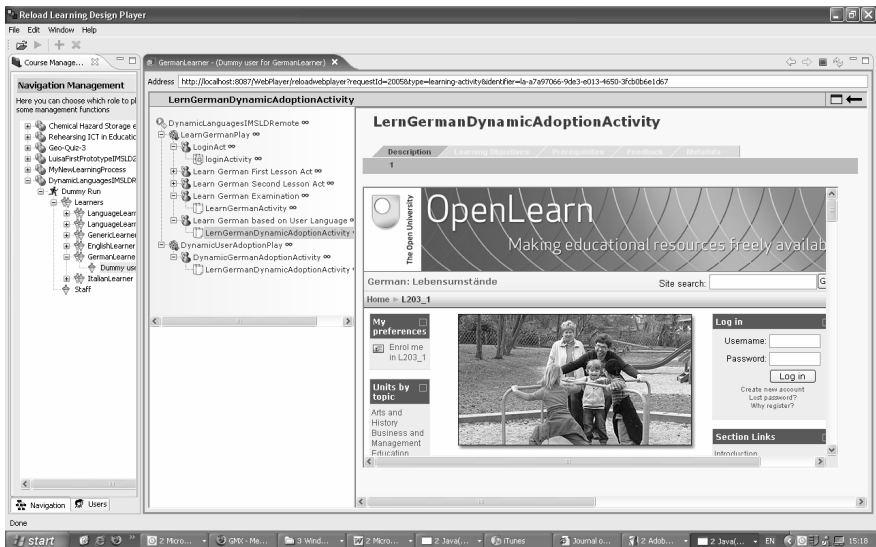 Reload Learning Design Player
File Edit Window Help
Course Manage...
GermanLearner - (Dummy user for GermanLearner)
Navigation Management
Here you can choose which role to pl
some management functions
Chemical Hazard Storage e
Rehearsing ICT in Educatic
Geo-Quiz-3
LuisaFirstPrototypeIMSLD2
MyNewLearningProcess
DynamicLanguagesIMSLDR
Dummy Run
Learners
LanguageLearr
LanguageLearr
GenericLearne
EnglishLearner
GermanLearne
Dummy use
ItalianLearner
Staff
Navigation Users
Address http://localhost:8087/WebPlayer/reloadwebplayer?requestId=2005&type=learning-activity&identifier=la-a7a97066-9de3-e013-4650-3fcb0b6e1d67
LernGermanDynamicAdoptionActivity
DynamicLanguagesIMSLDRemote
LearnGermanPlay
LoginAct
loginActivity
Learn German First Lesson Act
Learn German Second Lesson Act
Learn German Examination
LearnGermanActivity
Learn German based on User Language
LernGermanDynamicAdoptionActivity
DynamicUserAdoptionPlay
DynamicGermanAdoptionActivity
LernGermanDynamicAdoptionActivity
LernGermanDynamicAdoptionActivity
Description Learning Objectives Prerequisites Feedback Metadata
1
The Open University
OpenLearn
Making educational resources freely availab
German: Lebensumstände
Site search: G
Home ► L203_1
My
preferences
Enrol me
in L203_1
Units by
topic
Arts and
History
Business and
Management
Education
Log in
Username:
Password:
Log in
Create new account
Lost password?
Why register?
Section Links
Introduction
Done
start 2 Micro... GMX - Me... 3 Wind... 2 Micro... 2 Java(... iTunes Journal o... 2 Adob... 2 Java(... EN 15:18